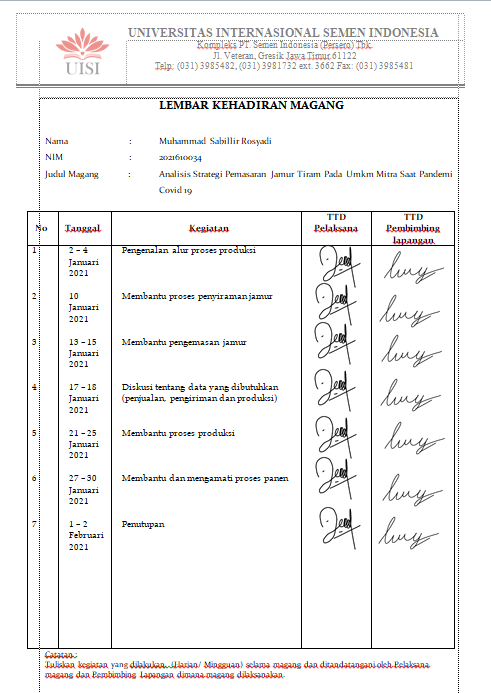 UISI
UNIVERSITAS INTERNASIONAL SEMEN INDONESIA
Kompleks PT. Semen Indonesia (Persero) Tbk.
Jl. Veteran, Gresik Jawa Timur 61122
Telp: (031) 3985482, (031) 3981732 ext. 3662 Fax: (031) 3985481
LEMBAR KEHADIRAN MAGANG
Nama : Muhammad Sabillir Rosyadi
NIM : 2021610034
Judul Magang : Analisis Strategi Pemasaran Jamur Tiram Pada Umkm Mitra Saat Pandemi
Covid 19
No Tanggal Kegiatan TTD Pelaksana TTD Pembimbing lapangan
1 2 – 4 Januari 2021 Pengenalan alur proses produksi
2 10 Januari 2021 Membantu proses penyiraman jamur
3 13 – 15 Januari 2021 Membantu pengemasan jamur
4 17 – 18 Januari 2021 Diskusi tentang data yang dibutuhkan (penjualan, pengiriman dan produksi)
5 21 – 25 Januari 2021 Membantu proses produksi
6 27 – 30 Januari 2021 Membantu dan mengamati proses panen
7 1 – 2 Februari 2021 Penutupan
Catatan :
Tuliskan kegiatan yang dilakukan, (Harian/ Mingguan) selama magang dan ditandatangani oleh Pelaksana
magang dan Pembimbing Lapangan dimana magang dilaksanakan.